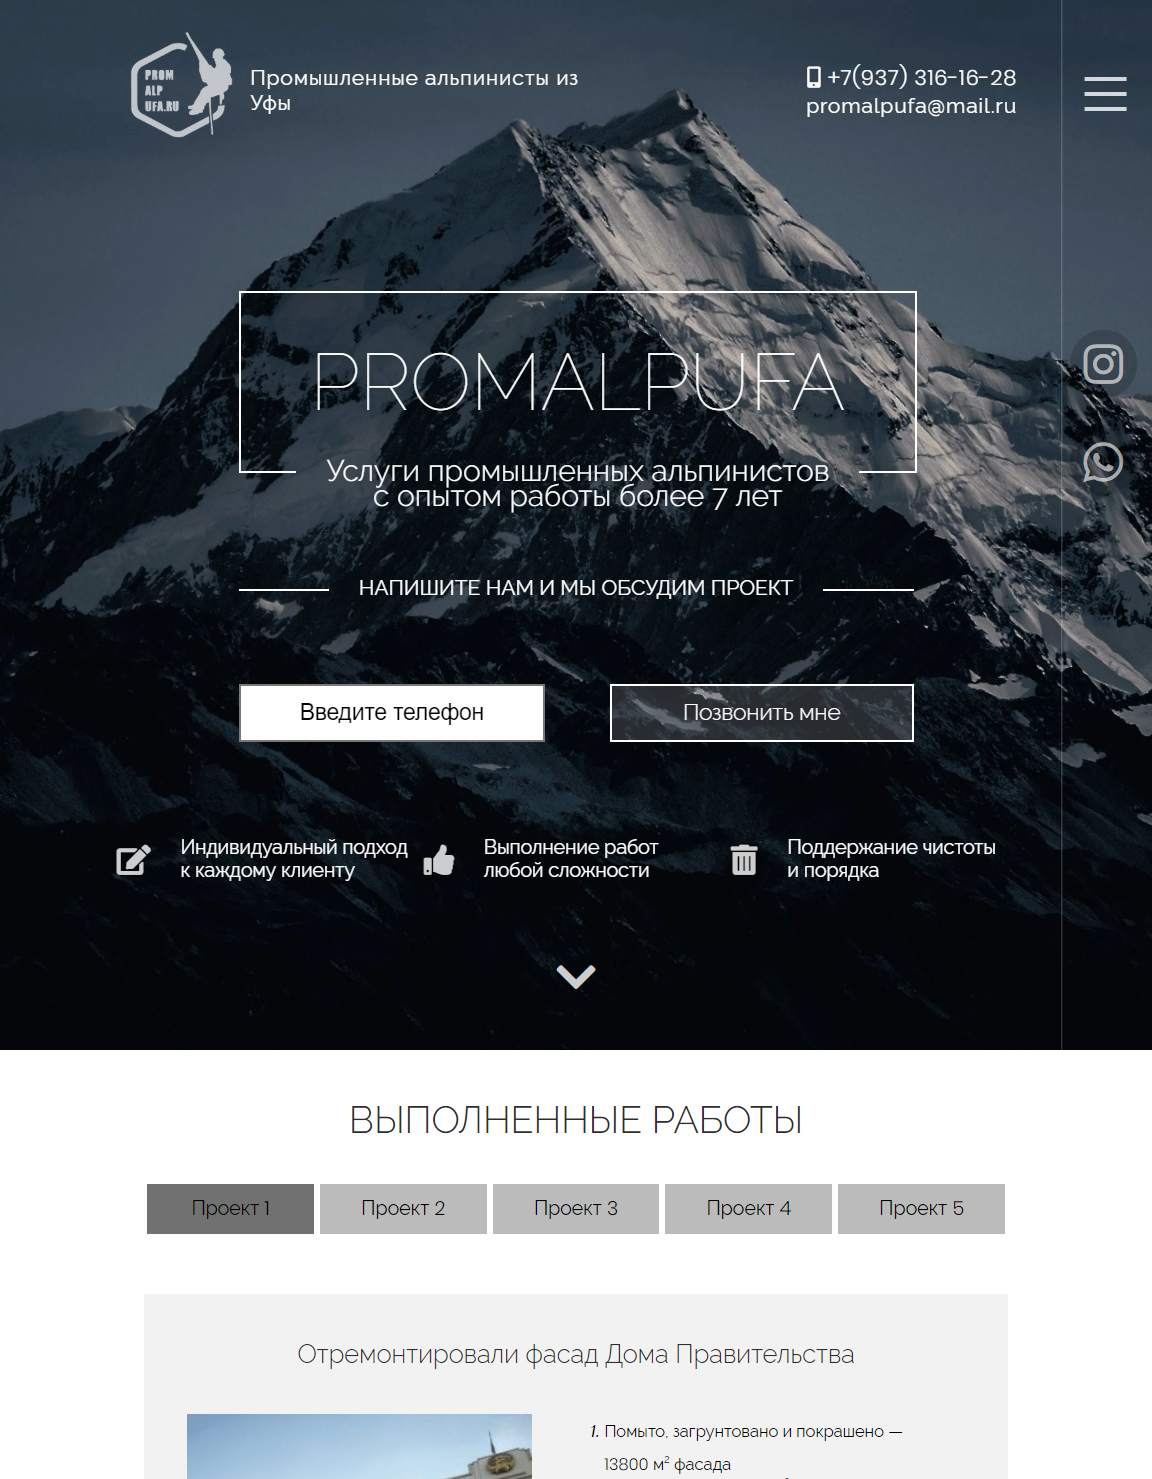 PROM
ALP
UFA.RU
Промышленные альпинисты из
Уфы
+7(937) 316-16-28
promalpufa@mail.ru
PROMALPUFA
Услуги промышленных альпинистов
с опытом работы более 7 лет
НАПИШИТЕ НАМ И МЫ ОБСУДИМ ПРОЕКТ
Введите телефон
Позвонить мне
Индивидуальный подход
к каждому клиенту
Выполнение работ
любой сложности
Поддержание чистоты
и порядка
ВЫПОЛНЕННЫЕ РАБОТЫ
Проект 1
Проект 2
Проект 3
Проект 4
Проект 5
Отремонтировали фасад Дома Правительства
1. Помыто, загрунтовано и покрашено —
13800 м² фасада